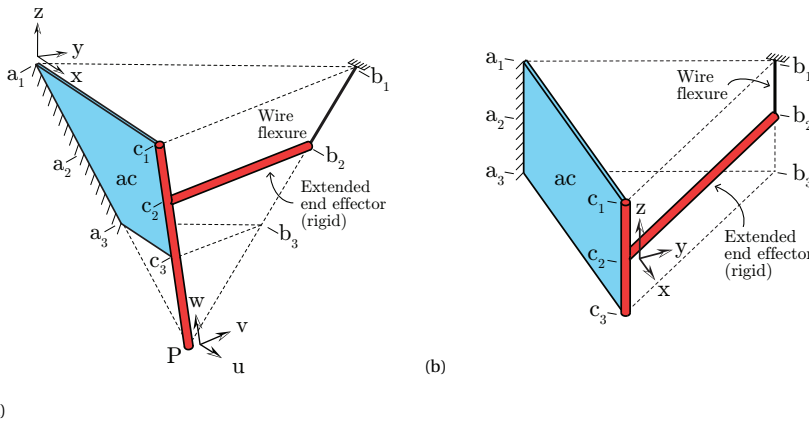 z
y
x
a1
b1
Wire
flexure
c1
b2
ac
a2
Extended
end effector
(rigid)
c2
a3
b3
c3
w
v
P
u
)
a1
b1
Wire
flexure
a2
b2
a3
ac
b3
c1
z
Extended
end effector
(rigid)
y
c2
x
c3
(b)